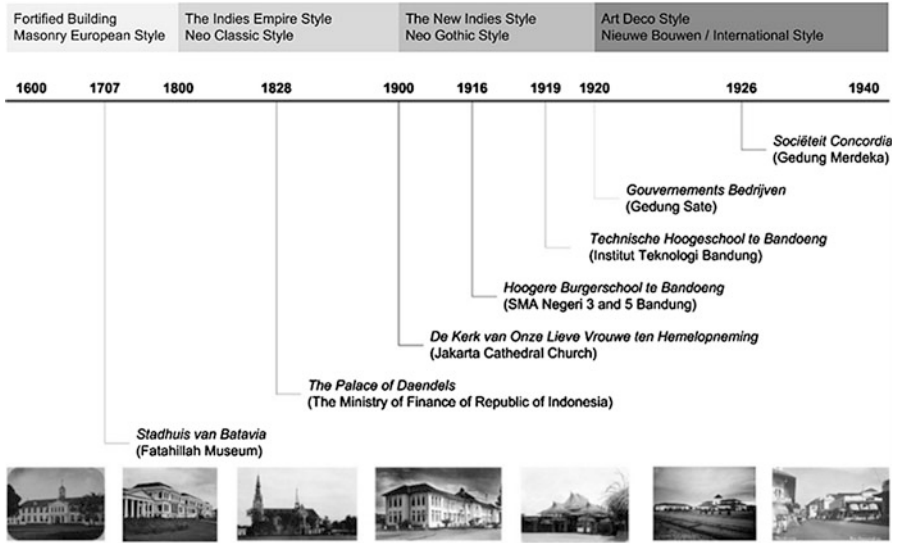 Fortified Building
Masonry European Style
The Indies Empire Style
Neo Classic Style
The New Indies Style
Neo Gothic Style
Art Deco Style
Nieuwe Bouwen / International Style
1600 1707 1800 1828 1900 1916 1919 1920 1926 1940
Sociëteit Concordia
(Gedung Merdeka)
Gouvernements Bedrijven
(Gedung Sate)
Technische Hoogeschool te Bandoeng
(Institut Teknologi Bandung)
Hoogere Burgerschool te Bandoeng
(SMA Negeri 3 and 5 Bandung)
De Kerk van Onze Lieve Vrouwe ten Hemelopneming
(Jakarta Cathedral Church)
The Palace of Daendels
(The Ministry of Finance of Republic of Indonesia)
Stadhuis van Batavia
(Fatahillah Museum)